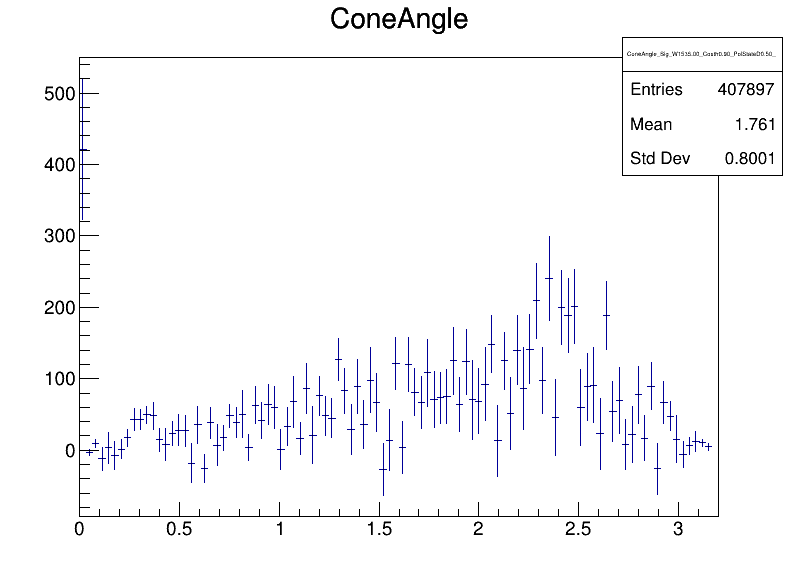 ConeAngle
ConeAngle_Sig_W1535.00_Costh0.90_PolStateD0.50_
Entries 407897
Mean 1.761
Std Dev 0.8001
500
400
300
200
100
0
0 0.5 1 1.5 2 2.5 3